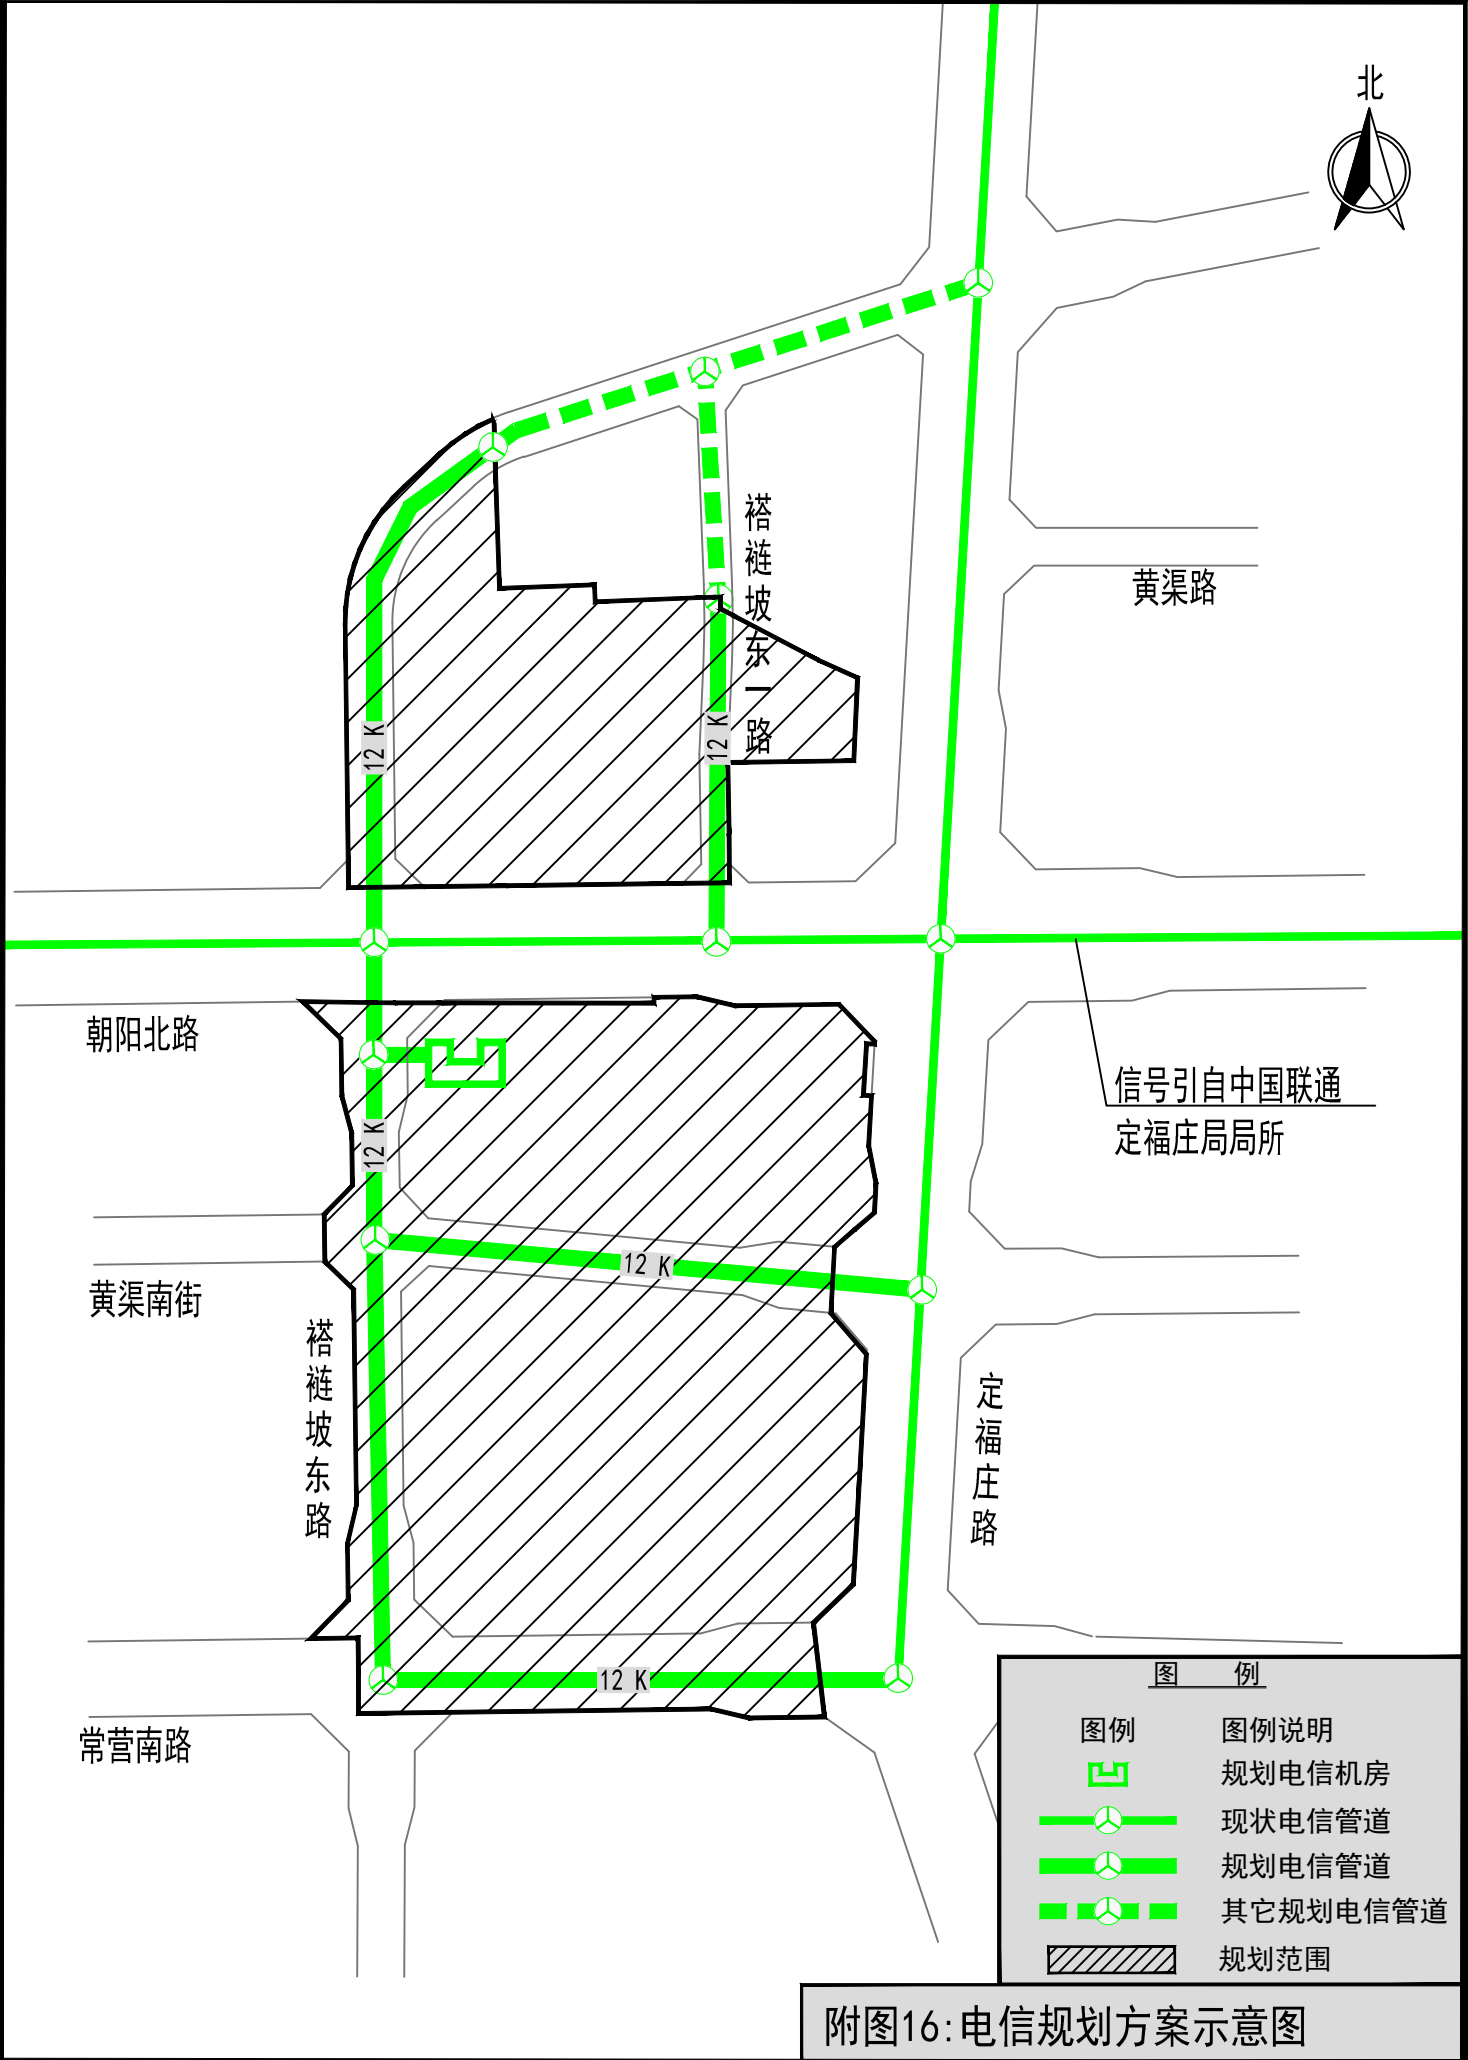 北
褡裢坡东一路
黄渠路
12 K
12 K
朝阳北路
信号引自中国联通
定福庄局局所
12 K
12 K
黄渠南街
褡裢坡东路
定福庄路
12 K
常营南路
图 例
图例 图例说明
规划电信机房
现状电信管道
规划电信管道
其它规划电信管道
规划范围
附图16:电信规划方案示意图